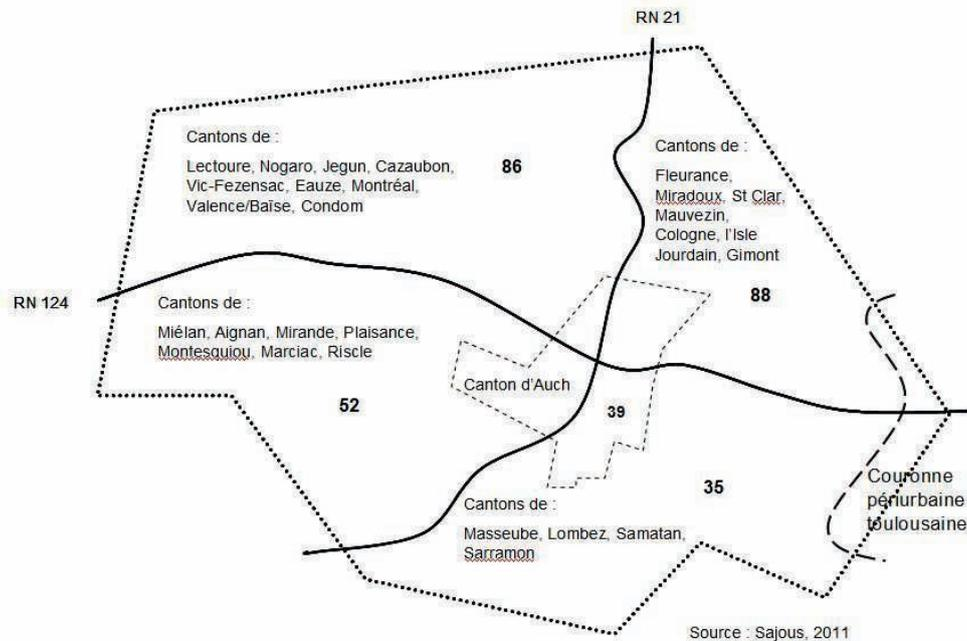 RN 21
Cantons de :
Lectoure, Nogaro, Jegun, Cazaubon,
Vic-Fezensac, Eauze, Montréal,
Valence/Baïse, Condom
86
Cantons de :
Fleurance,
Miradoux, St Clar,
Mauvezin,
Cologne, l'Isle
Jourdain, Gimont
88
RN 124
Cantons de :
Miélan, Aignan, Mirande, Plaisance,
Montesquiou, Marciac, Riscle
52
Canton d'Auch
39
35
Cantons de :
Masseube, Lombez, Samatan,
Sarramon
Couronne
périurbaine
toulousaine
Source : Sajous, 2011